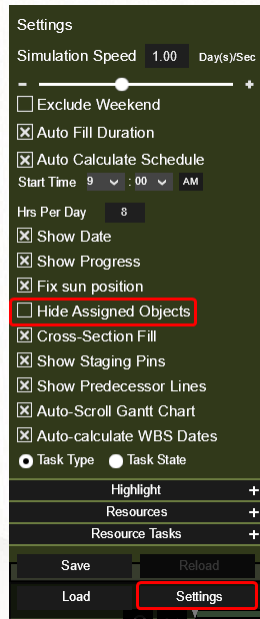 Settings
Simulation Speed 1.00 Day(s)/Sec
- +
Exclude Weekend
Auto Fill Duration
Auto Calculate Schedule
Start Time 9 : 00 AM
Hrs Per Day 8
Show Date
Show Progress
Fix sun position
Hide Assigned Objects
Cross-Section Fill
Show Staging Pins
Show Predecessor Lines
Auto-Scroll Gantt Chart
Auto-calculate WBS Dates
Task Type Task State
Highlight +
Resources +
Resource Tasks +
Save Reload
Load Settings